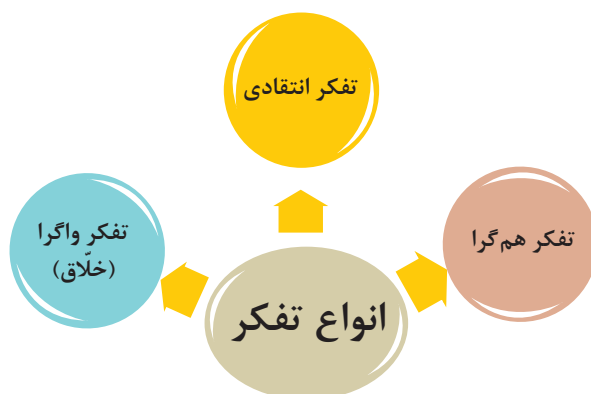 تفکر انتقادی
تفکر هم‌گرا
تفکر واگرا
(خلّاق)
انواع تفکر